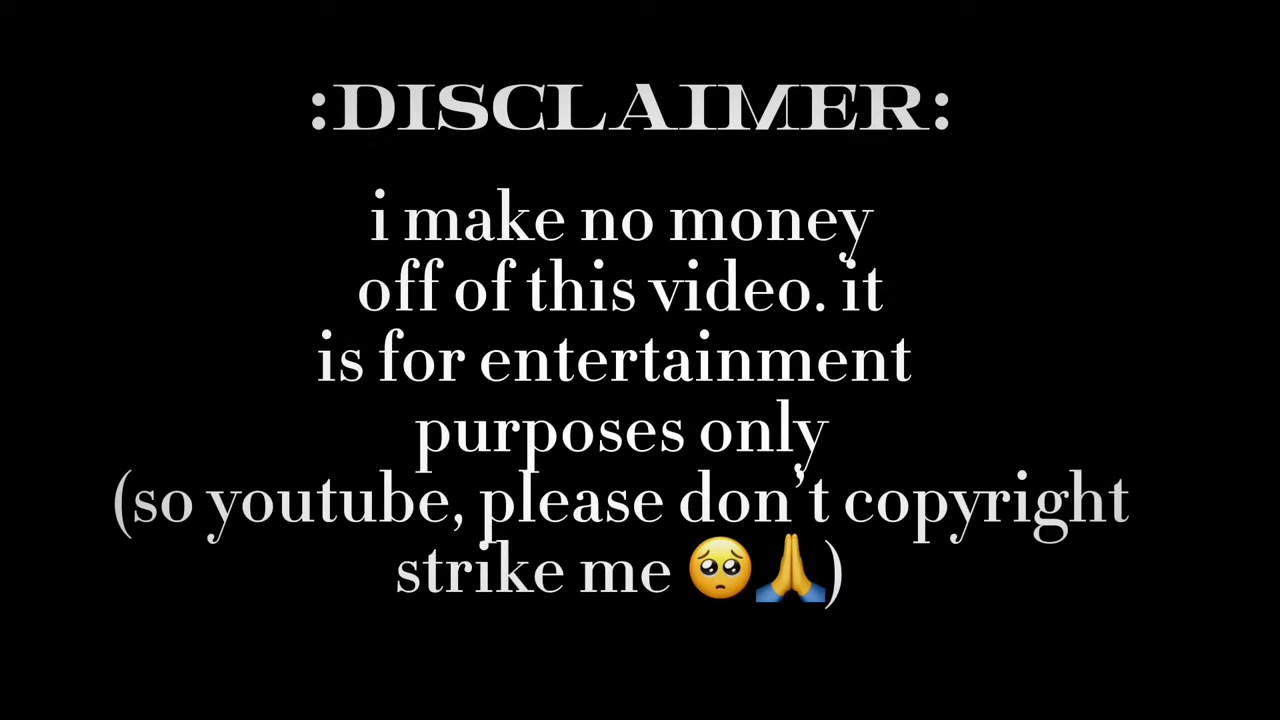 :DISCLAIMER:
i make no money
off of this video. it
is for entertainment
purposes only
(so youtube, please don't copyright
strike me 🥺🙏)